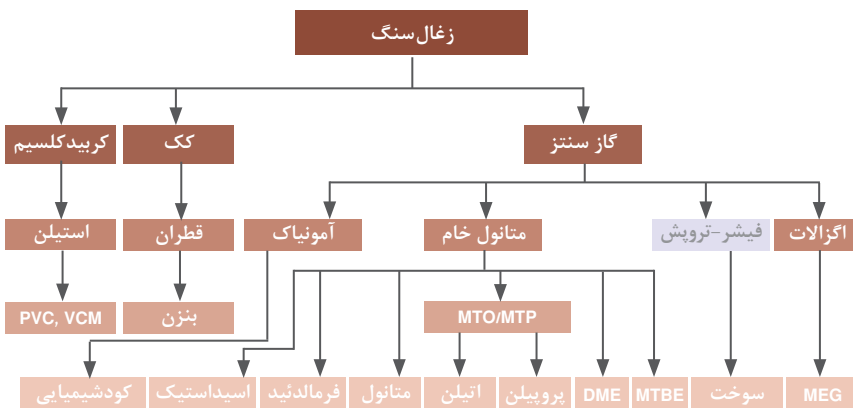 زغال‌سنگ
گاز سنتز
کک
کربیدکلسیم
اگزالات
فیشر-تروپش
متانول خام
آمونیاک
قطران
استیلن
MTO/MTP
بنزن
PVC, VCM
MEG
سوخت
MTBE
DME
پروپیلن
اتیلن
متانول
فرمالدئید
اسیداستیک
کودشیمیایی